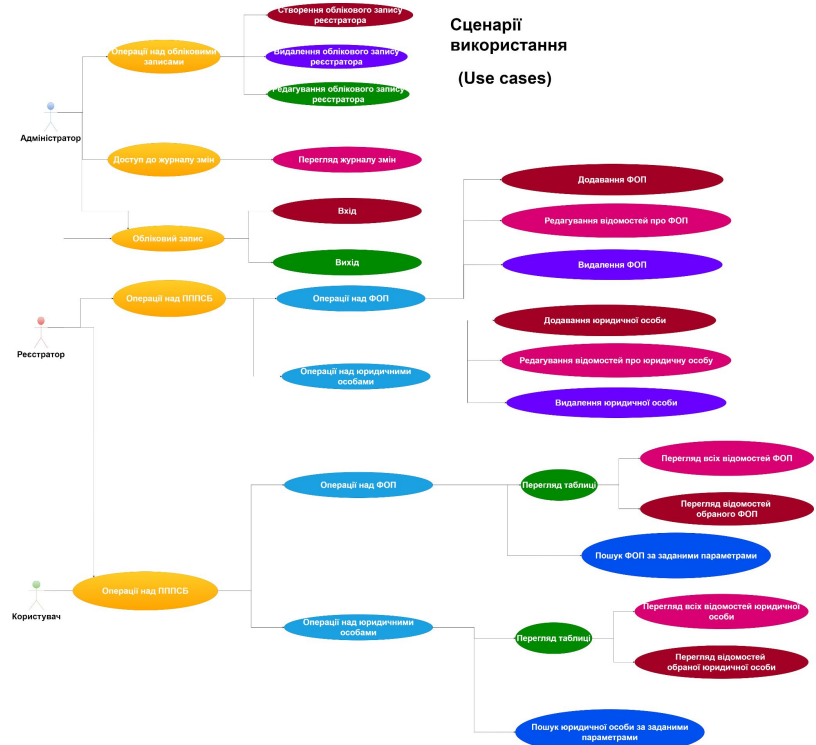 Сценарії
використання
(Use cases)
Створення облікового запису
реєстратора
Операції над обліковими
записами
Видалення облікового запису
реєстратора
Редагування облікового запису
реєстратора
Адміністратор
Доступ до журналу змін
Перегляд журналу змін
Обліковий запис
Вхід
Вихід
Додавання ФОП
Редагування відомостей про ФОП
Видалення ФОП
Реєстратор
Операції над ПППСБ
Операції над ФОП
Операції над юридичними
особами
Додавання юридичної особи
Редагування відомостей про юридичну особу
Видалення юридичної особи
Операції над ФОП
Перегляд таблиці
Перегляд всіх відомостей ФОП
Перегляд відомостей
обраного ФОП
Пошук ФОП за заданими параметрами
Користувач
Операції над ПППСБ
Операції над юридичними
особами
Перегляд таблиці
Перегляд всіх відомостей юридичної
особи
Перегляд відомостей
обраної юридичної особи
Пошук юридичної особи за заданими
параметрами